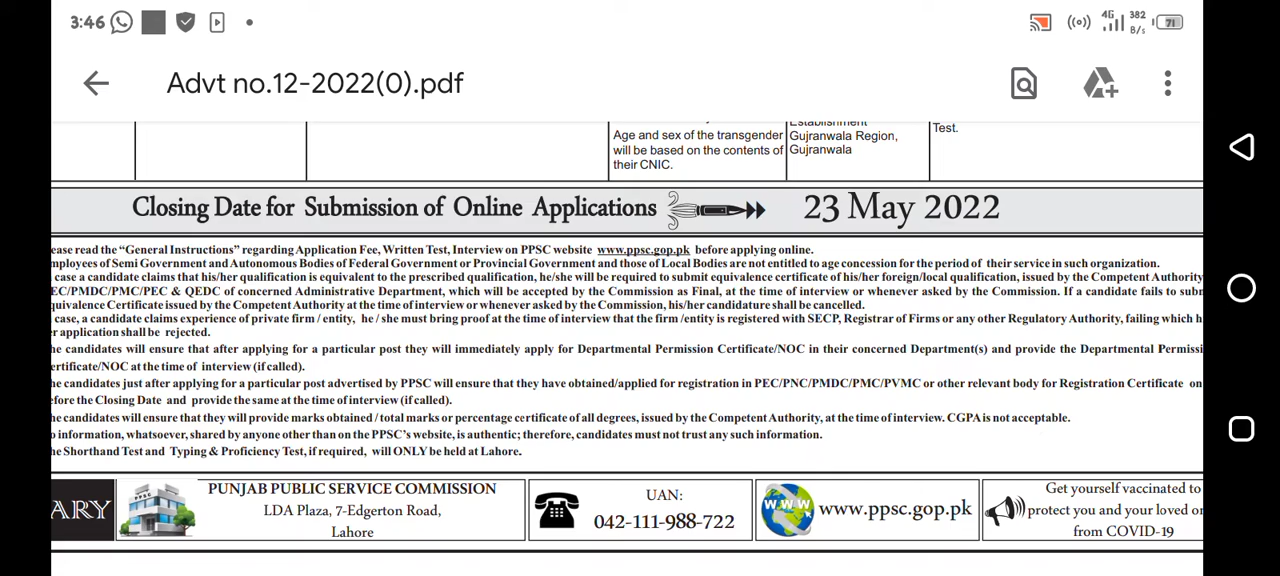 3:46
4G 382 B/s 71
Advt no.12-2022(0).pdf
Age and sex of the transgender will be based on the contents of their CNIC.
Establishment Gujranwala Region, Gujranwala
Test.
Closing Date for Submission of Online Applications 23 May 2022
ease read the “General Instructions” regarding Application Fee, Written Test, Interview on PPSC website www.ppsc.gop.pk before applying online.
mployees of Semi Government and Autonomous Bodies of Federal Government or Provincial Government and those of Local Bodies are not entitled to age concession for the period of their service in such organization.
case a candidate claims that his/her qualification is equivalent to the prescribed qualification, he/she will be required to submit equivalence certificate of his/her foreign/local qualification, issued by the Competent Authority
EC/PMDC/PMC/PEC & QEDC of concerned Administrative Department, which will be accepted by the Commission as Final, at the time of interview or whenever asked by the Commission. If a candidate fails to subm
quivalence Certificate issued by the Competent Authority at the time of interview or whenever asked by the Commission, his/her candidature shall be cancelled.
case, a candidate claims experience of private firm / entity, he / she must bring proof at the time of interview that the firm /entity is registered with SECP, Registrar of Firms or any other Regulatory Authority, failing which h
er application shall be rejected.
he candidates will ensure that after applying for a particular post they will immediately apply for Departmental Permission Certificate/NOC in their concerned Department(s) and provide the Departmental Permissi
ertificate/NOC at the time of interview (if called).
he candidates just after applying for a particular post advertised by PPSC will ensure that they have obtained/applied for registration in PEC/PNC/PMDC/PMC/PVMC or other relevant body for Registration Certificate on
efore the Closing Date and provide the same at the time of interview (if called).
he candidates will ensure that they will provide marks obtained / total marks or percentage certificate of all degrees, issued by the Competent Authority, at the time of interview. CGPA is not acceptable.
o information, whatsoever, shared by anyone other than on the PPSC's website, is authentic; therefore, candidates must not trust any such information.
he Shorthand Test and Typing & Proficiency Test, if required, will ONLY be held at Lahore.
ARY
PPSC
PUNJAB PUBLIC SERVICE COMMISSION
LDA Plaza, 7-Edgerton Road,
Lahore
UAN:
042-111-988-722
WWW
www.ppsc.gop.pk
Get yourself vaccinated to
protect you and your loved on
from COVID-19